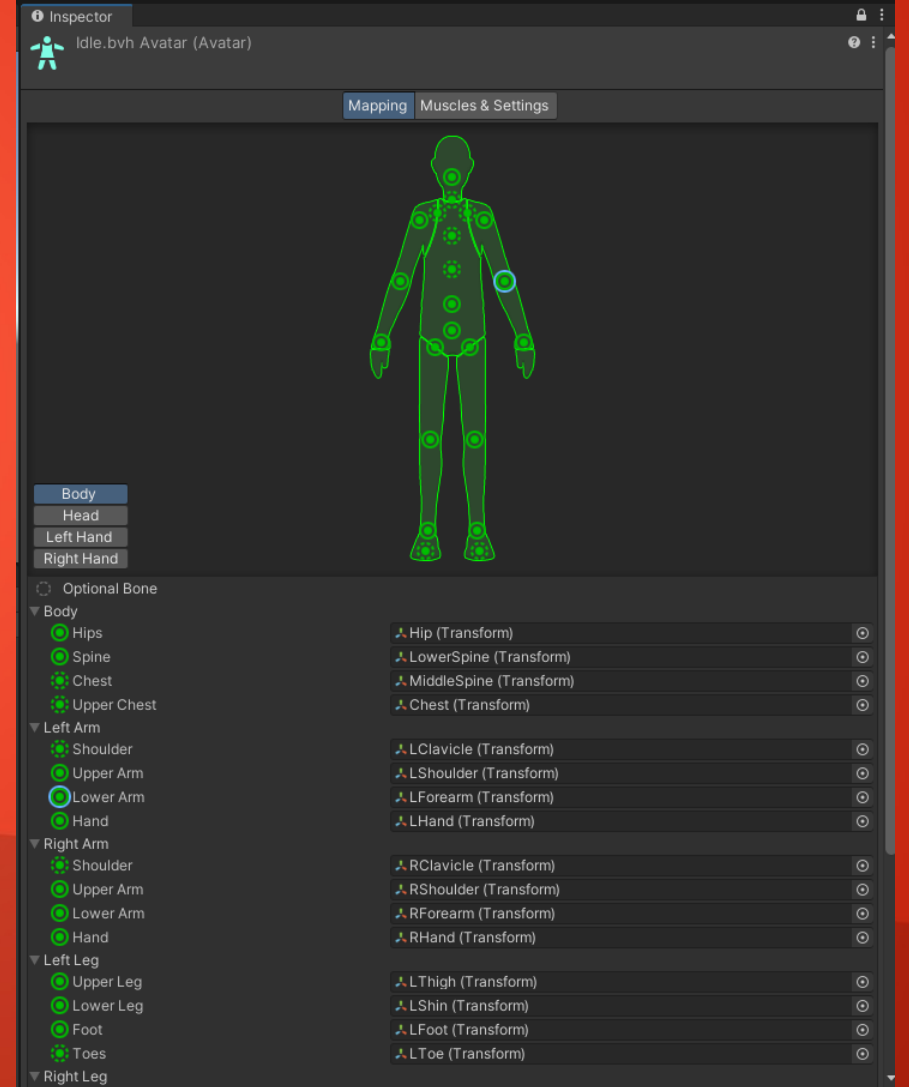 Inspector
Idle.bvh Avatar (Avatar)
Mapping Muscles & Settings
Body
Head
Left Hand
Right Hand
Optional Bone
Body
Hips Hip (Transform)
Spine LowerSpine (Transform)
Chest MiddleSpine (Transform)
Upper Chest Chest (Transform)
Left Arm
Shoulder LClavicle (Transform)
Upper Arm LShoulder (Transform)
Lower Arm LForearm (Transform)
Hand LHand (Transform)
Right Arm
Shoulder RClavicle (Transform)
Upper Arm RShoulder (Transform)
Lower Arm RForearm (Transform)
Hand RHand (Transform)
Left Leg
Upper Leg LThigh (Transform)
Lower Leg LShin (Transform)
Foot LFoot (Transform)
Toes LToe (Transform)
Right Leg